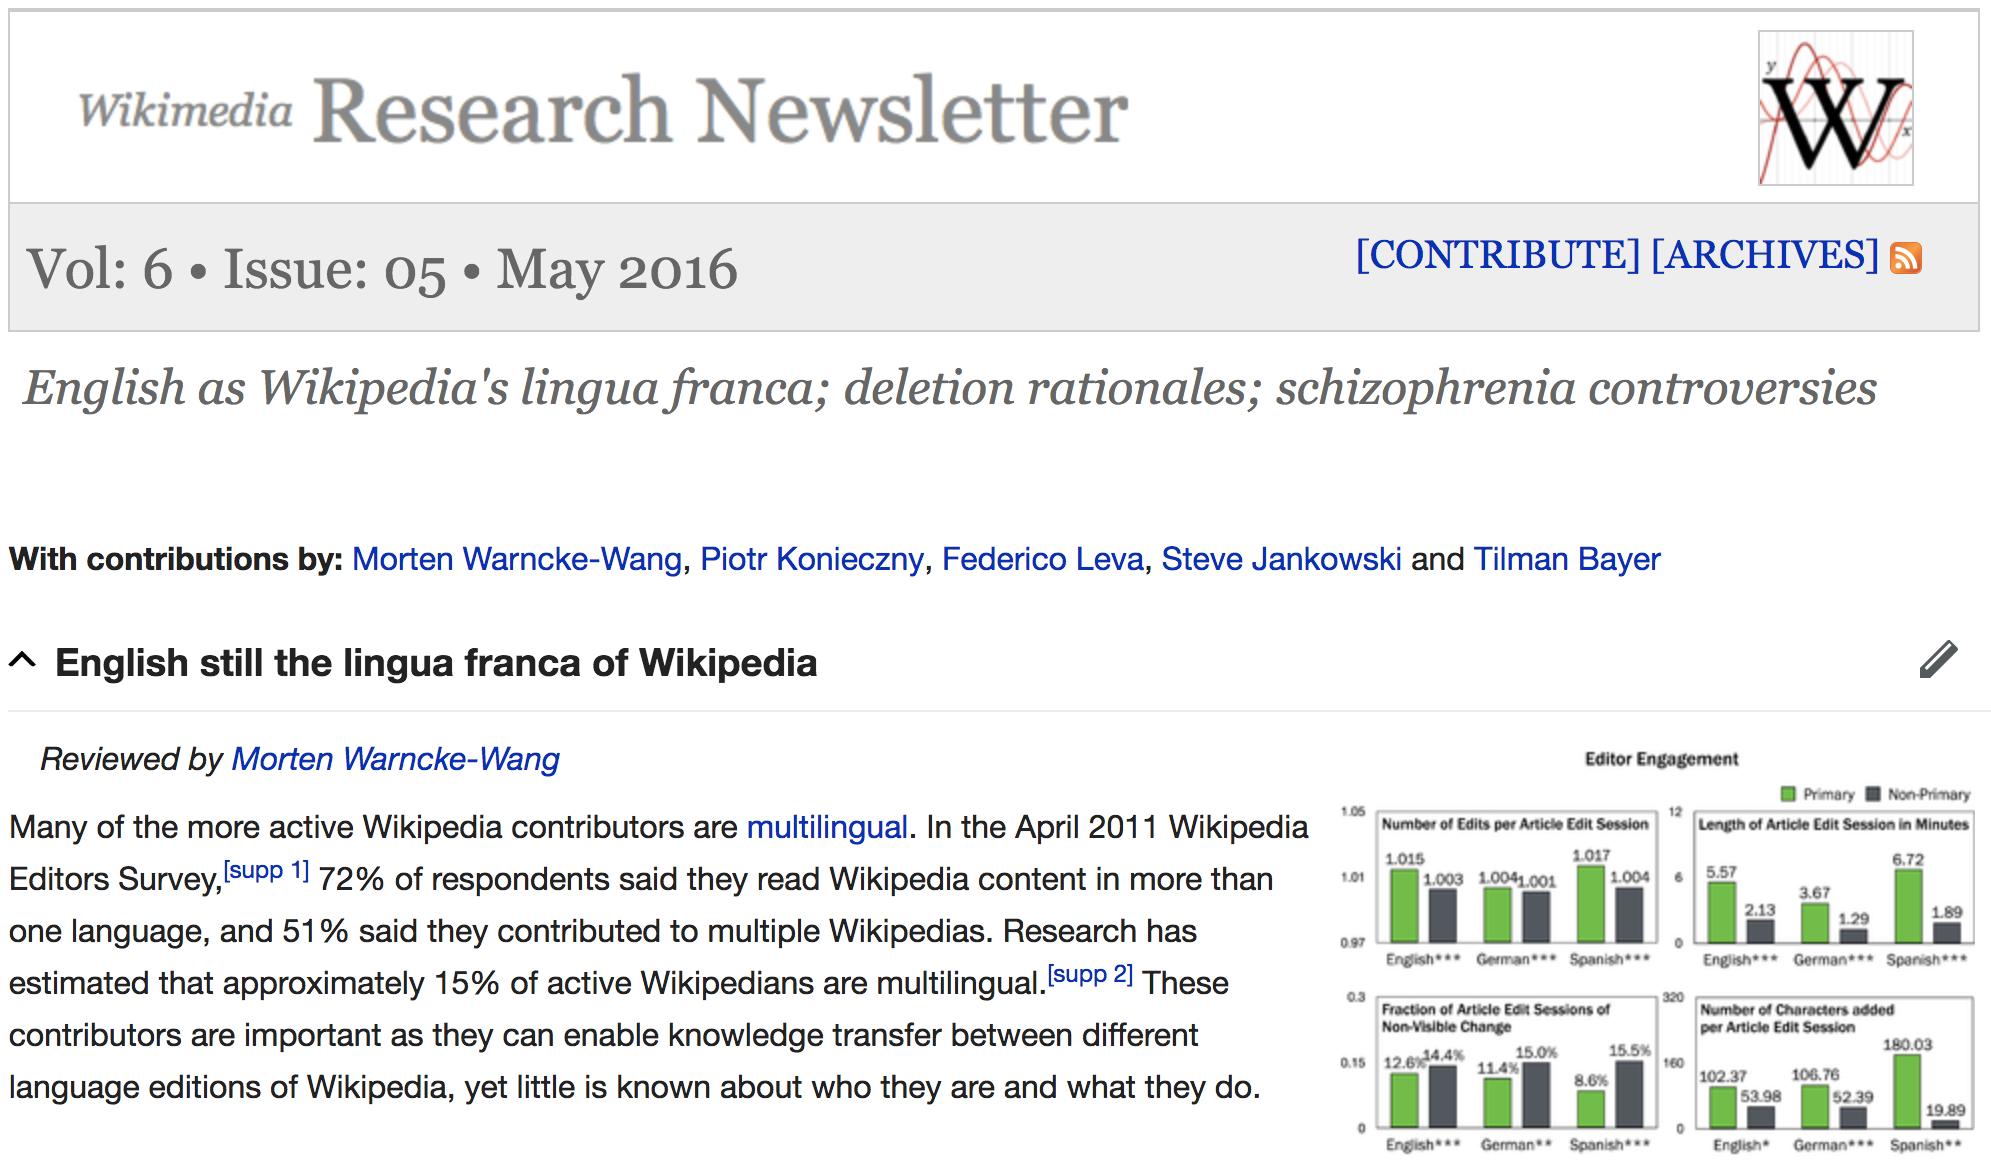 Wikimedia Research Newsletter
y
W
x
Vol: 6 • Issue: 05 • May 2016
[CONTRIBUTE] [ARCHIVES]
English as Wikipedia's lingua franca; deletion rationales; schizophrenia controversies
With contributions by: Morten Warncke-Wang, Piotr Konieczny, Federico Leva, Steve Jankowski and Tilman Bayer
English still the lingua franca of Wikipedia
Reviewed by Morten Warncke-Wang
Many of the more active Wikipedia contributors are multilingual. In the April 2011 Wikipedia
Editors Survey,[supp 1] 72% of respondents said they read Wikipedia content in more than
one language, and 51% said they contributed to multiple Wikipedias. Research has
estimated that approximately 15% of active Wikipedians are multilingual.[supp 2] These
contributors are important as they can enable knowledge transfer between different
language editions of Wikipedia, yet little is known about who they are and what they do.
Editor Engagement
Primary Non-Primary
Number of Edits per Article Edit Session
1.05
1.01
0.97
1.015 1.003 1.004 1.001 1.017 1.004
English*** German*** Spanish***
Length of Article Edit Session in Minutes
12
6
0
5.57 2.13 3.67 1.29 6.72 1.89
English*** German*** Spanish***
Fraction of Article Edit Sessions of
Non-Visible Change
0.3
0.15
0
12.6% 14.4% 11.4% 15.0% 8.6% 15.5%
English*** German** Spanish***
Number of Characters added
per Article Edit Session
320
160
0
102.37 53.98 106.76 52.39 180.03 19.89
English* German*** Spanish**